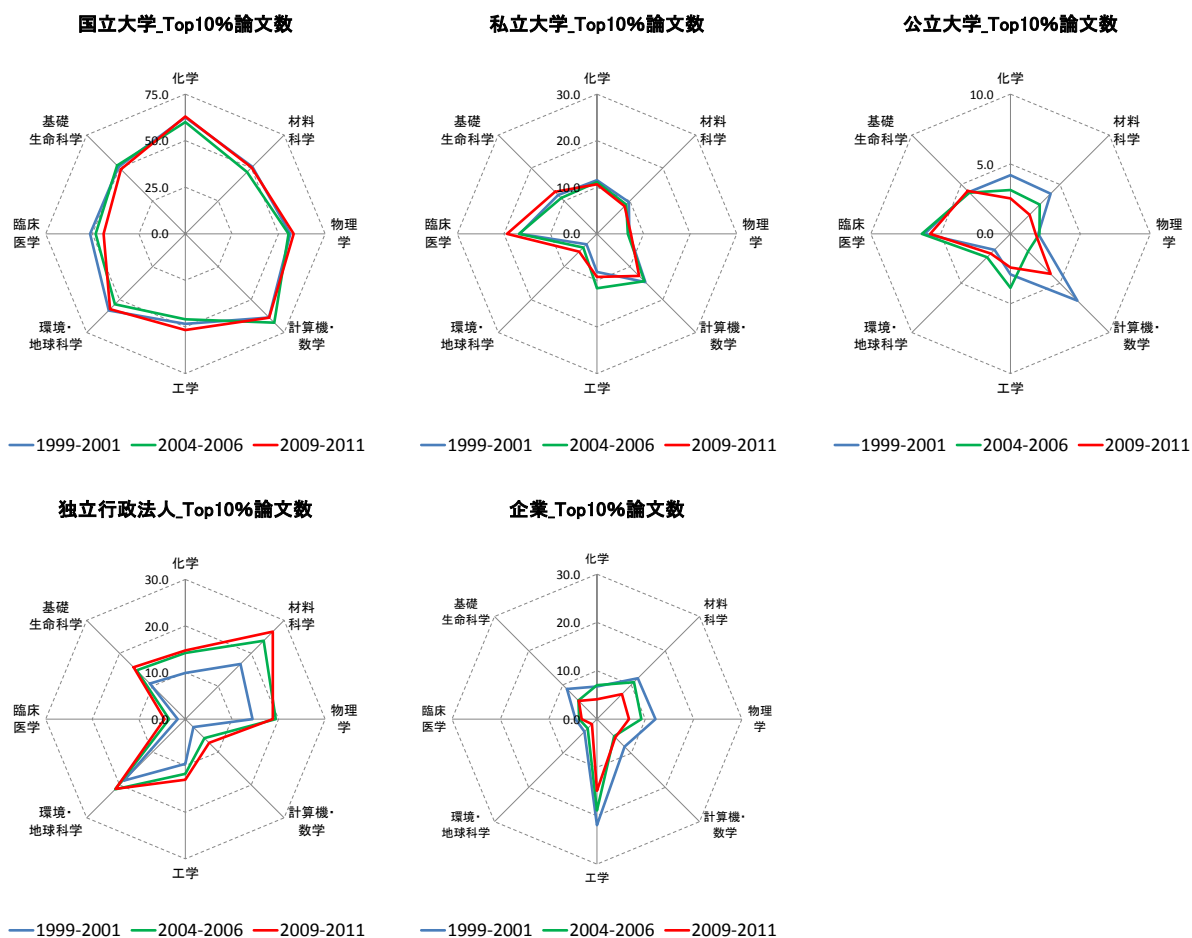 国立大学_Top10%論文数
化学
75.0
50.0
25.0
0.0
材料
科学
物理
学
計算機・
数学
工学
環境・
地球科学
臨床
医学
基礎
生命科学
1999-2001 2004-2006 2009-2011
私立大学_Top10%論文数
化学
30.0
20.0
10.0
0.0
材料
科学
物理
学
計算機・
数学
工学
環境・
地球科学
臨床
医学
基礎
生命科学
1999-2001 2004-2006 2009-2011
公立大学_Top10%論文数
化学
10.0
5.0
0.0
材料
科学
物理
学
計算機・
数学
工学
環境・
地球科学
臨床
医学
基礎
生命科学
1999-2001 2004-2006 2009-2011
独立行政法人_Top10%論文数
化学
30.0
20.0
10.0
0.0
材料
科学
物理
学
計算機・
数学
工学
環境・
地球科学
臨床
医学
基礎
生命科学
1999-2001 2004-2006 2009-2011
企業_Top10%論文数
化学
30.0
20.0
10.0
0.0
材料
科学
物理
学
計算機・
数学
工学
環境・
地球科学
臨床
医学
基礎
生命科学
1999-2001 2004-2006 2009-2011